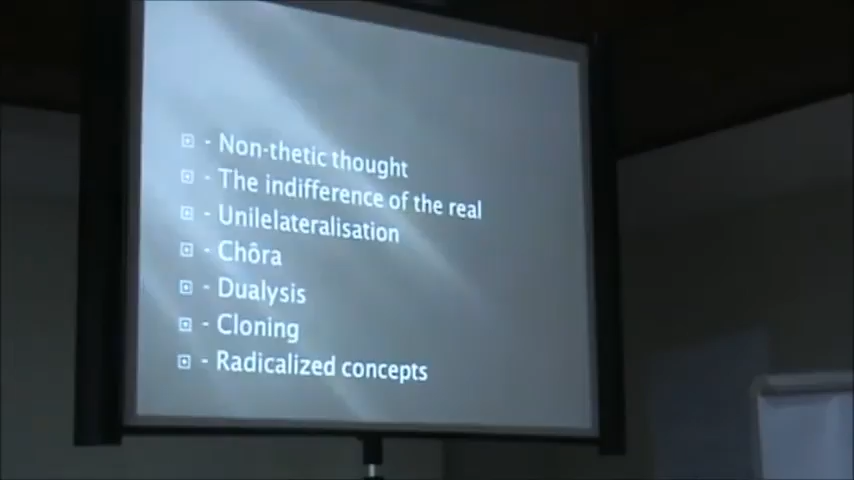 - Non-thetic thought
- The indifference of the real
- Unilelateralisation
- Chôra
- Dualysis
- Cloning
- Radicalized concepts